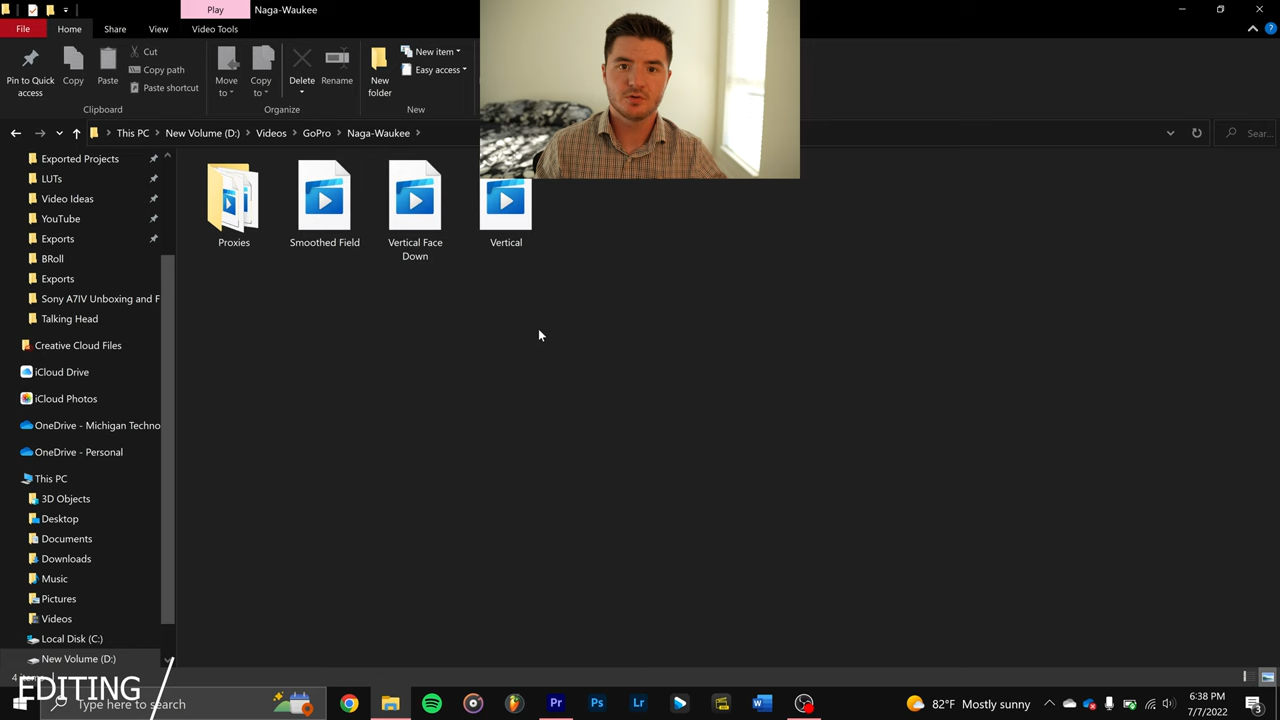 Play
Naga-Waukee
File
Home
Share
View
Video Tools
Pin to Quick
access
Copy
Paste
Cut
Copy path
Paste shortcut
Clipboard
Move
to
Copy
to
Delete
Rename
Organize
New
folder
New item
Easy access
New
This PC
New Volume (D:)
Videos
GoPro
Naga-Waukee
Sear...
Exported Projects
LUTs
Video Ideas
YouTube
Exports
BRoll
Exports
Sony A7IV Unboxing and F
Talking Head
Creative Cloud Files
iCloud Drive
iCloud Photos
OneDrive - Michigan Techno
OneDrive - Personal
This PC
3D Objects
Desktop
Documents
Downloads
Music
Pictures
Videos
Local Disk (C:)
New Volume (D:)
Proxies
Smoothed Field
Vertical Face
Down
Vertical
EDITING
Type here to search
Pr
Ps
Lr
W
82°F Mostly sunny
6:38 PM
7/7/2022
3